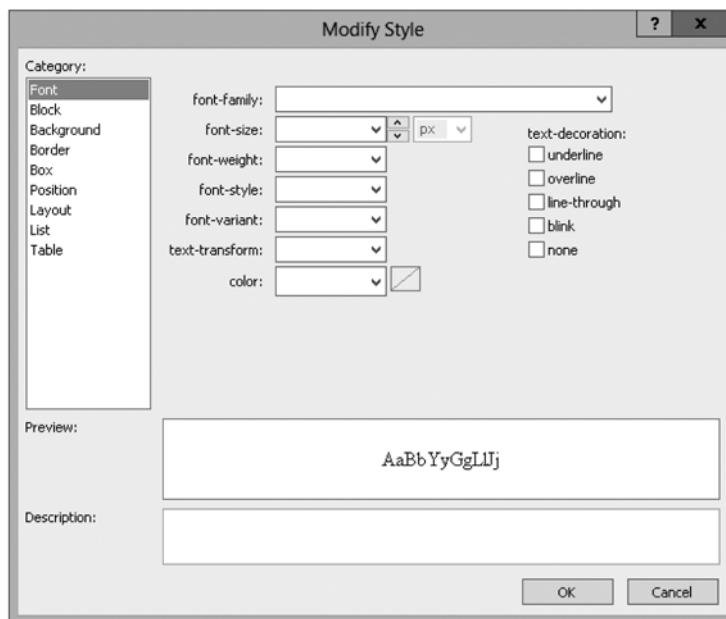 Modify Style
?
x
Category:
Font
Block
Background
Border
Box
Position
Layout
List
Table
font-family:
font-size:
px
font-weight:
font-style:
font-variant:
text-transform:
color:
text-decoration:
underline
overline
line-through
blink
none
Preview:
AaBbYyGgLlJj
Description:
OK
Cancel